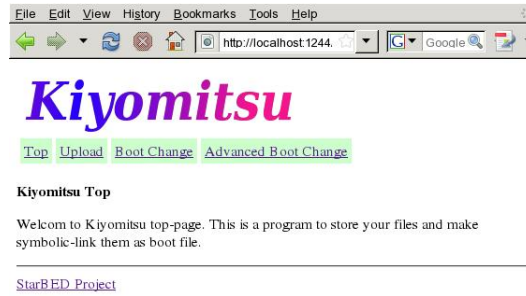 File Edit View History Bookmarks Tools Help
http://localhost:1244. Google
Kiyomitsu
Top Upload Boot Change Advanced Boot Change
Kiyomitsu Top
Welcom to Kiyomitsu top-page. This is a program to store your files and make
symbolic-link them as boot file.
StarBED Project